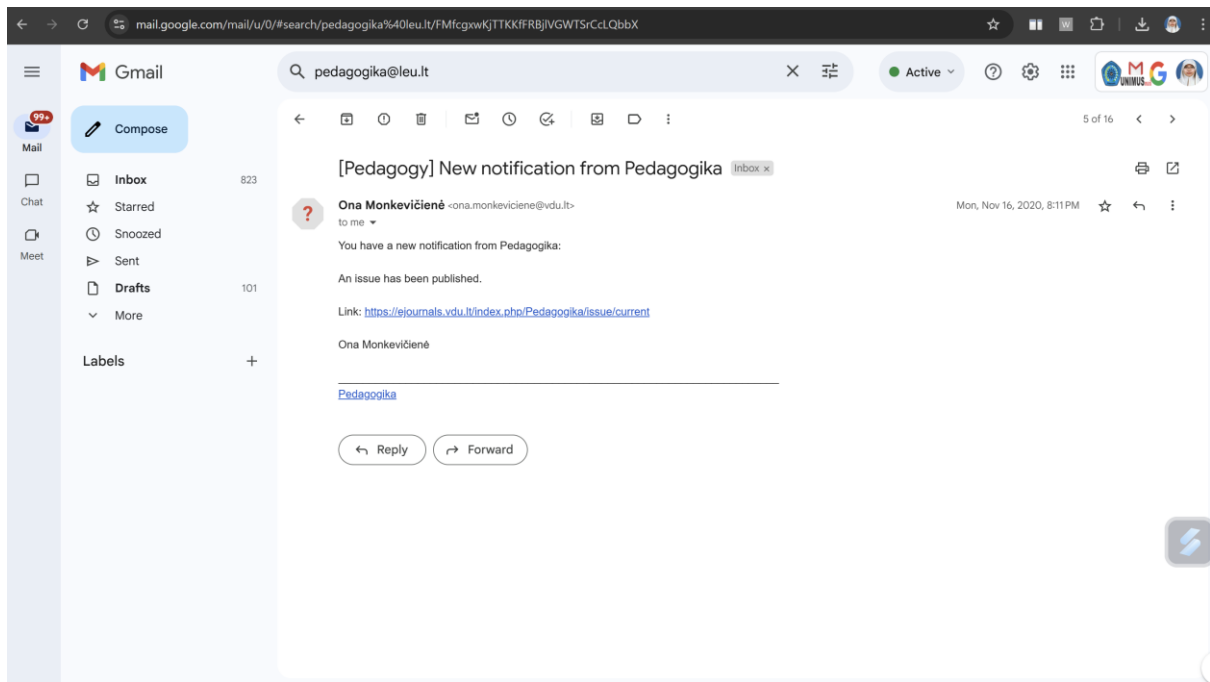 mail.google.com/mail/u/0/#search/pedagogika%40leu.lt/FMfcgxwKjTTKKfFRBjlVGWTSrCcLQbbX
Gmail
pedagogika@leu.lt
Active
UNIMUS
99+
Mail
Chat
Meet
Compose
Inbox 823
Starred
Snoozed
Sent
Drafts 101
More
Labels
5 of 16
[Pedagogy] New notification from Pedagogika Inbox x
Ona Monkevičienė <ona.monkeviciene@vdu.lt>
Mon, Nov 16, 2020, 8:11 PM
to me
You have a new notification from Pedagogika:
An issue has been published.
Link: https://ejournals.vdu.lt/index.php/Pedagogika/issue/current
Ona Monkevičienė
Pedagogika
Reply
Forward